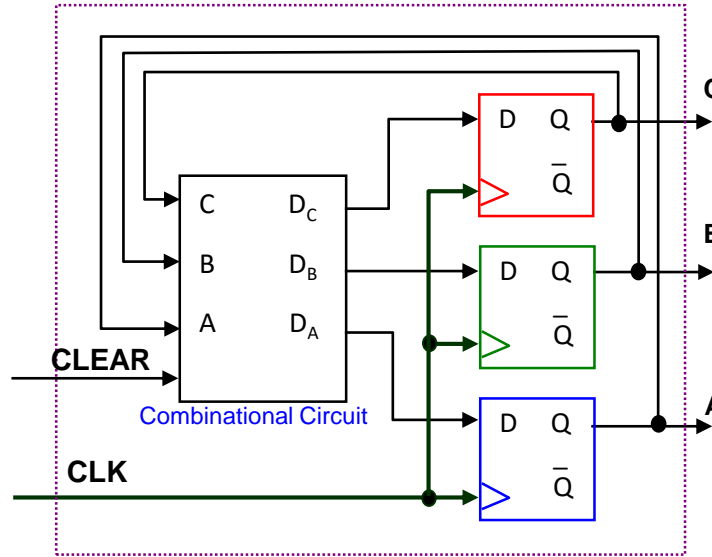 D Q
Q̅
C D_C
B D_B
A D_A
CLEAR
Combinational Circuit
D Q
Q̅
D Q
Q̅
CLK